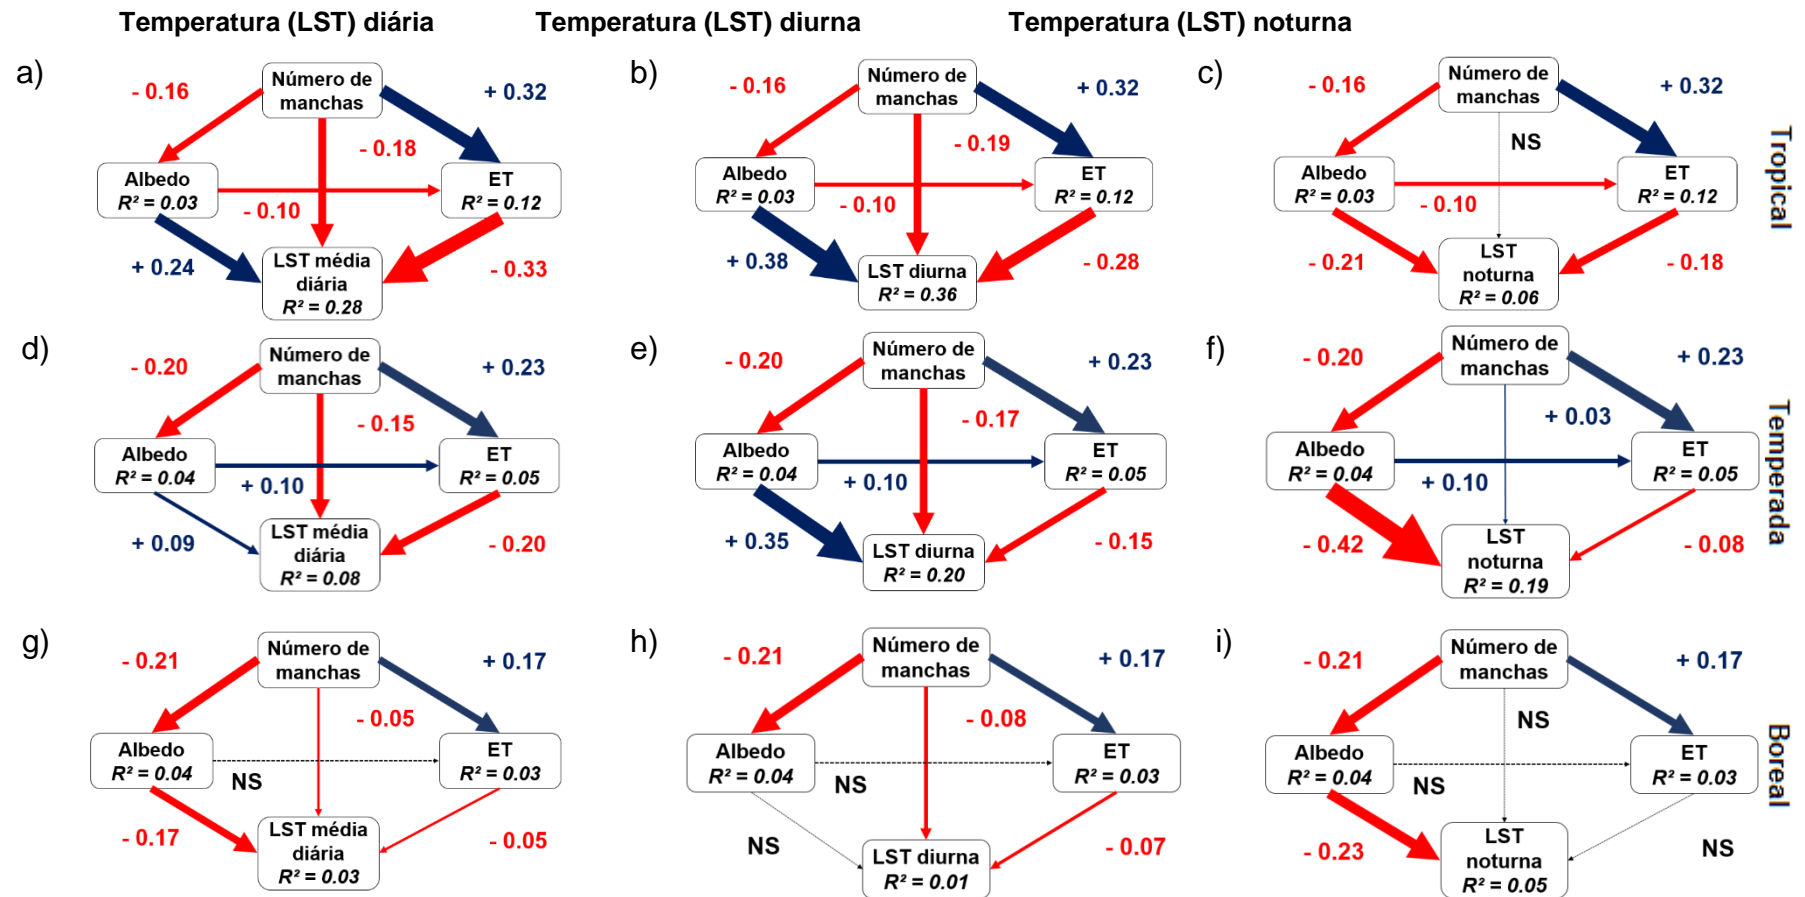 Temperatura (LST) diária
Temperatura (LST) diurna
Temperatura (LST) noturna
a)
- 0.16
Número de
manchas
+ 0.32
- 0.18
Albedo
R² = 0.03
ET
R² = 0.12
- 0.10
+ 0.24
LST média
diária
R² = 0.28
- 0.33
b)
- 0.16
Número de
manchas
+ 0.32
- 0.19
Albedo
R² = 0.03
ET
R² = 0.12
- 0.10
+ 0.38
LST diurna
R² = 0.36
- 0.28
c)
- 0.16
Número de
manchas
+ 0.32
NS
Albedo
R² = 0.03
ET
R² = 0.12
- 0.10
- 0.21
LST
noturna
R² = 0.06
- 0.18
Tropical
d)
- 0.20
Número de
manchas
+ 0.23
- 0.15
Albedo
R² = 0.04
ET
R² = 0.05
+ 0.10
+ 0.09
LST média
diária
R² = 0.08
- 0.20
e)
- 0.20
Número de
manchas
+ 0.23
- 0.17
Albedo
R² = 0.04
ET
R² = 0.05
+ 0.10
+ 0.35
LST diurna
R² = 0.20
- 0.15
f)
- 0.20
Número de
manchas
+ 0.23
+ 0.03
Albedo
R² = 0.04
ET
R² = 0.05
+ 0.10
- 0.42
LST
noturna
R² = 0.19
- 0.08
Temperada
g)
- 0.21
Número de
manchas
+ 0.17
- 0.05
Albedo
R² = 0.04
ET
R² = 0.03
NS
- 0.17
LST média
diária
R² = 0.03
- 0.05
h)
- 0.21
Número de
manchas
+ 0.17
- 0.08
Albedo
R² = 0.04
ET
R² = 0.03
NS
NS
LST diurna
R² = 0.01
- 0.07
i)
- 0.21
Número de
manchas
+ 0.17
NS
Albedo
R² = 0.04
ET
R² = 0.03
NS
- 0.23
LST
noturna
R² = 0.05
NS
Boreal